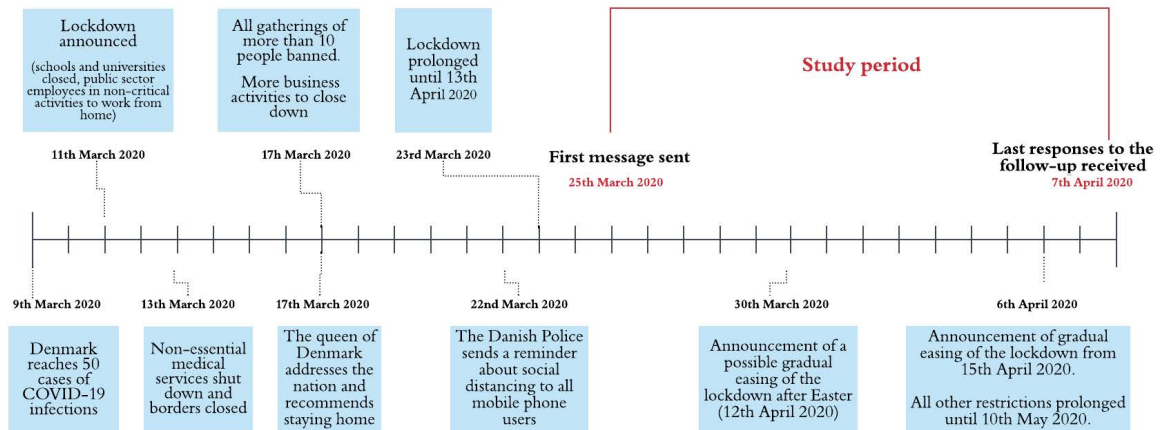 Lockdown
announced
(schools and universities
closed, public sector
employees in non-critical
activities to work from
home)
All gatherings of
more than 10
people banned.
More business
activities to close
down
Lockdown
prolonged
until 13th
April 2020
Study period
11th March 2020
17h March 2020
23rd March 2020
First message sent
25th March 2020
Last responses to the
follow-up received
7th April 2020
9th March 2020
13th March 2020
17th March 2020
22nd March 2020
30th March 2020
6th April 2020
Denmark
reaches 50
cases of
COVID-19
infections
Non-essential
medical
services shut
down and
borders closed
The queen of
Denmark
addresses the
nation and
recommends
staying home
The Danish Police
sends a reminder
about social
distancing to all
mobile phone
users
Announcement of a
possible gradual
easing of the
lockdown after Easter
(12th April 2020)
Announcement of gradual
easing of the lockdown from
15th April 2020.
All other restrictions prolonged
until 10th May 2020.